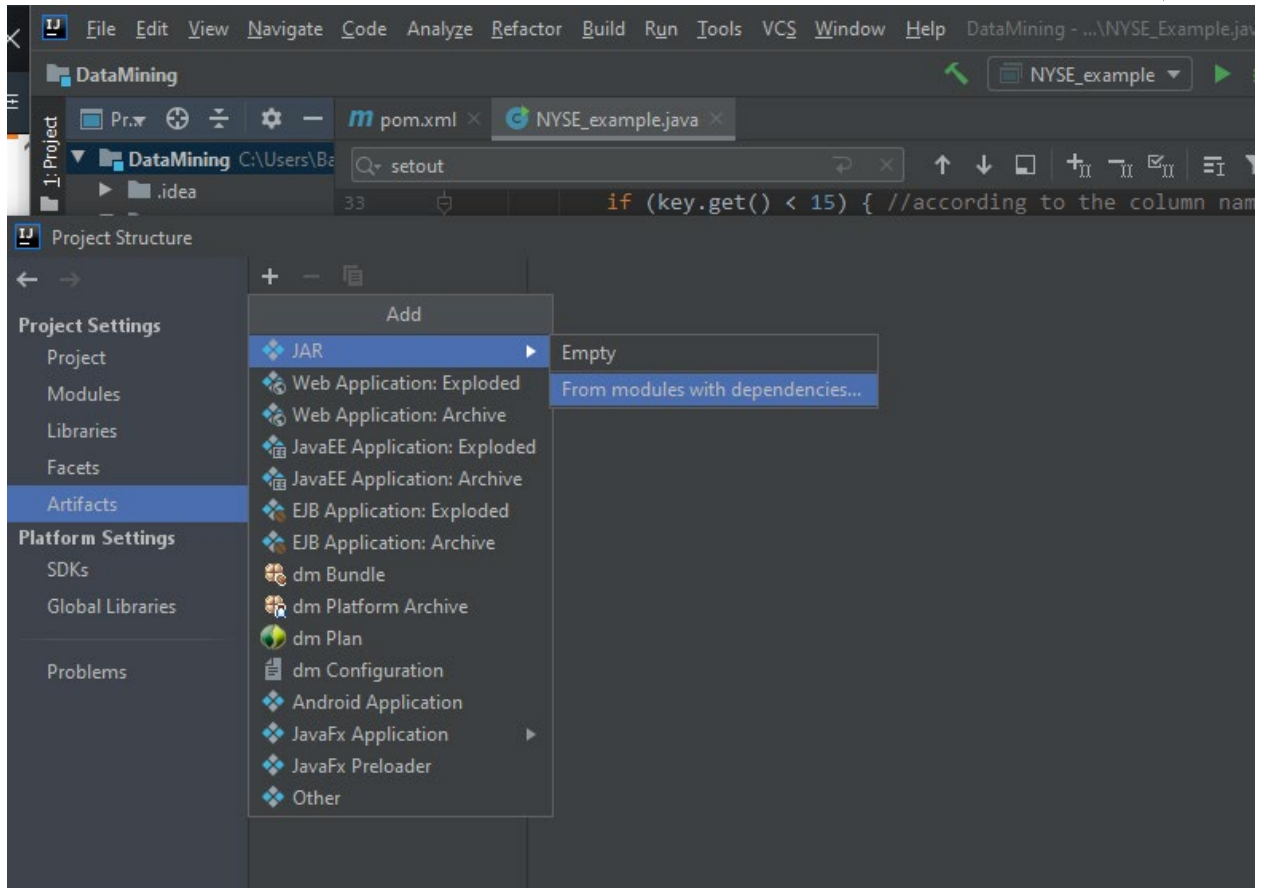 File Edit View Navigate Code Analyze Refactor Build Run Tools VCS Window Help DataMining - ...\NYSE_Example.jav
DataMining NYSE_example
1: Project Pr... pom.xml NYSE_example.java
DataMining C:\Users\Ba setout
.idea
33 if (key.get() < 15) { //according to the column nam
Project Structure
Project Settings
Project
Modules
Libraries
Facets
Artifacts
Platform Settings
SDKs
Global Libraries
Problems
Add
JAR
Web Application: Exploded
Web Application: Archive
JavaEE Application: Exploded
JavaEE Application: Archive
EJB Application: Exploded
EJB Application: Archive
dm Bundle
dm Platform Archive
dm Plan
dm Configuration
Android Application
JavaFx Application
JavaFx Preloader
Other
Empty
From modules with dependencies...